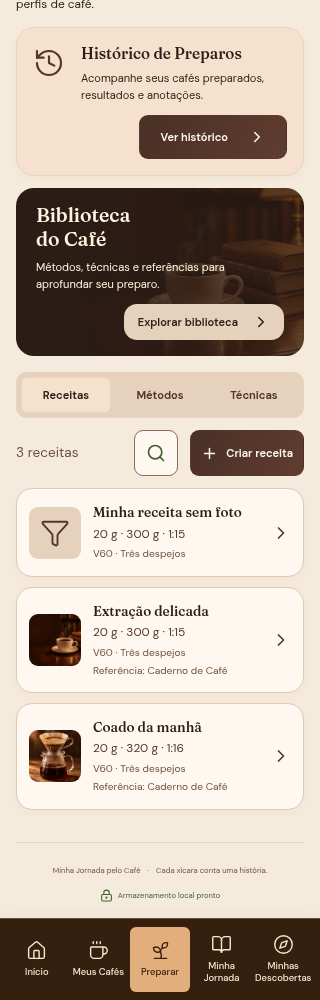 perfis de café.
Histórico de Preparos
Acompanhe seus cafés preparados,
resultados e anotações.
Ver histórico
Biblioteca
do Café
Métodos, técnicas e referências para
aprofundar seu preparo.
Explorar biblioteca
Receitas
Métodos
Técnicas
3 receitas
Criar receita
Minha receita sem foto
20 g · 300 g · 1:15
V60 · Três despejos
Extração delicada
20 g · 300 g · 1:15
V60 · Três despejos
Referência: Caderno de Café
Coado da manhã
20 g · 320 g · 1:16
V60 · Três despejos
Referência: Caderno de Café
Minha Jornada pelo Café · Cada xícara conta uma história.
Armazenamento local pronto
Início
Meus Cafés
Preparar
Minha
Jornada
Minhas
Descobertas